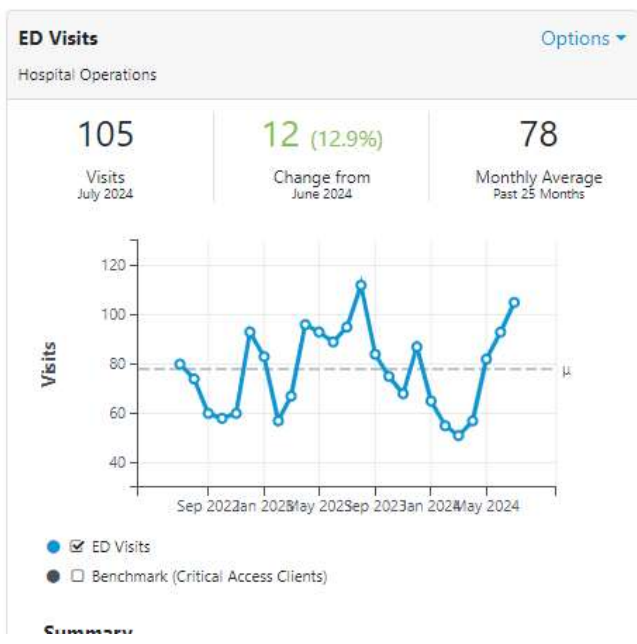 ED Visits Options
Hospital Operations
105 12 (12.9%) 78
Visits Change from Monthly Average
July 2024 June 2024 Past 25 Months
120
100
80
60
40
Visits
μ
Sep 2022 Jan 2023 May 2023 Sep 2023 Jan 2024 May 2024
ED Visits
Benchmark (Critical Access Clients)
Summary